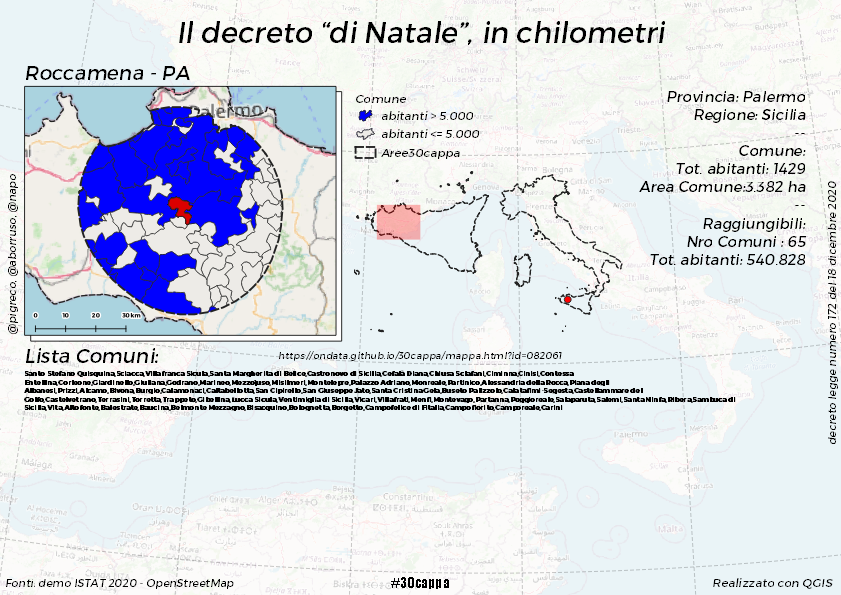 Il decreto “di Natale”, in chilometri
Roccamena - PA
Palermo
0 10 20 30 km
Comune
abitanti > 5.000
abitanti <= 5.000
Aree30cappa
Provincia: Palermo
Regione: Sicilia
--
Comune:
Tot. abitanti: 1429
Area Comune:3.382 ha
--
Raggiungibili:
Nro Comuni : 65
Tot. abitanti: 540.828
@pigreco, @aborruso, @napo
decreto legge numero 172 del 18 dicembre 2020
Lista Comuni:
https://ondata.github.io/30cappa/mappa.html?id=082061
Santo Stefano Quisquina,Sciacca,Villafranca Sicula,Santa Margherita di Belice,Castronovo di Sicilia,Cefalà Diana,Chiusa Sclafani,Ciminna,Cinisi,Contessa
Entellina,Corleone,Giardinello,Giuliana,Godrano,Marineo,Mezzojuso,Misilmeri,Montelepre,Palazzo Adriano,Monreale,Partinico,Alessandria della Rocca,Piana degli
Albanesi,Prizzi,Alcamo,Bivona,Burgio,Calamonaci,Caltabellotta,San Cipirello,San Giuseppe Jato,Santa Cristina Gela,Buseto Palizzolo,Calatafimi-Segesta,Castellammare del
Golfo,Castelvetrano,Terrasini,Torretta,Trappeto,Gibellina,Lucca Sicula,Ventimiglia di Sicilia,Vicari,Villafrati,Menfi,Montevago,Partanna,Poggioreale,Salaparuta,Salemi,Santa Ninfa,Ribera,Sambuca di
Sicilia,Vita,Altofonte,Balestrate,Baucina,Belmonte Mezzagno,Bisacquino,Bolognetta,Borgetto,Campofelice di Fitalia,Campofiorito,Camporeale,Carini
Constantine
Malta
Fonti: demo ISTAT 2020 - OpenStreetMap
#30cappa
Realizzato con QGIS